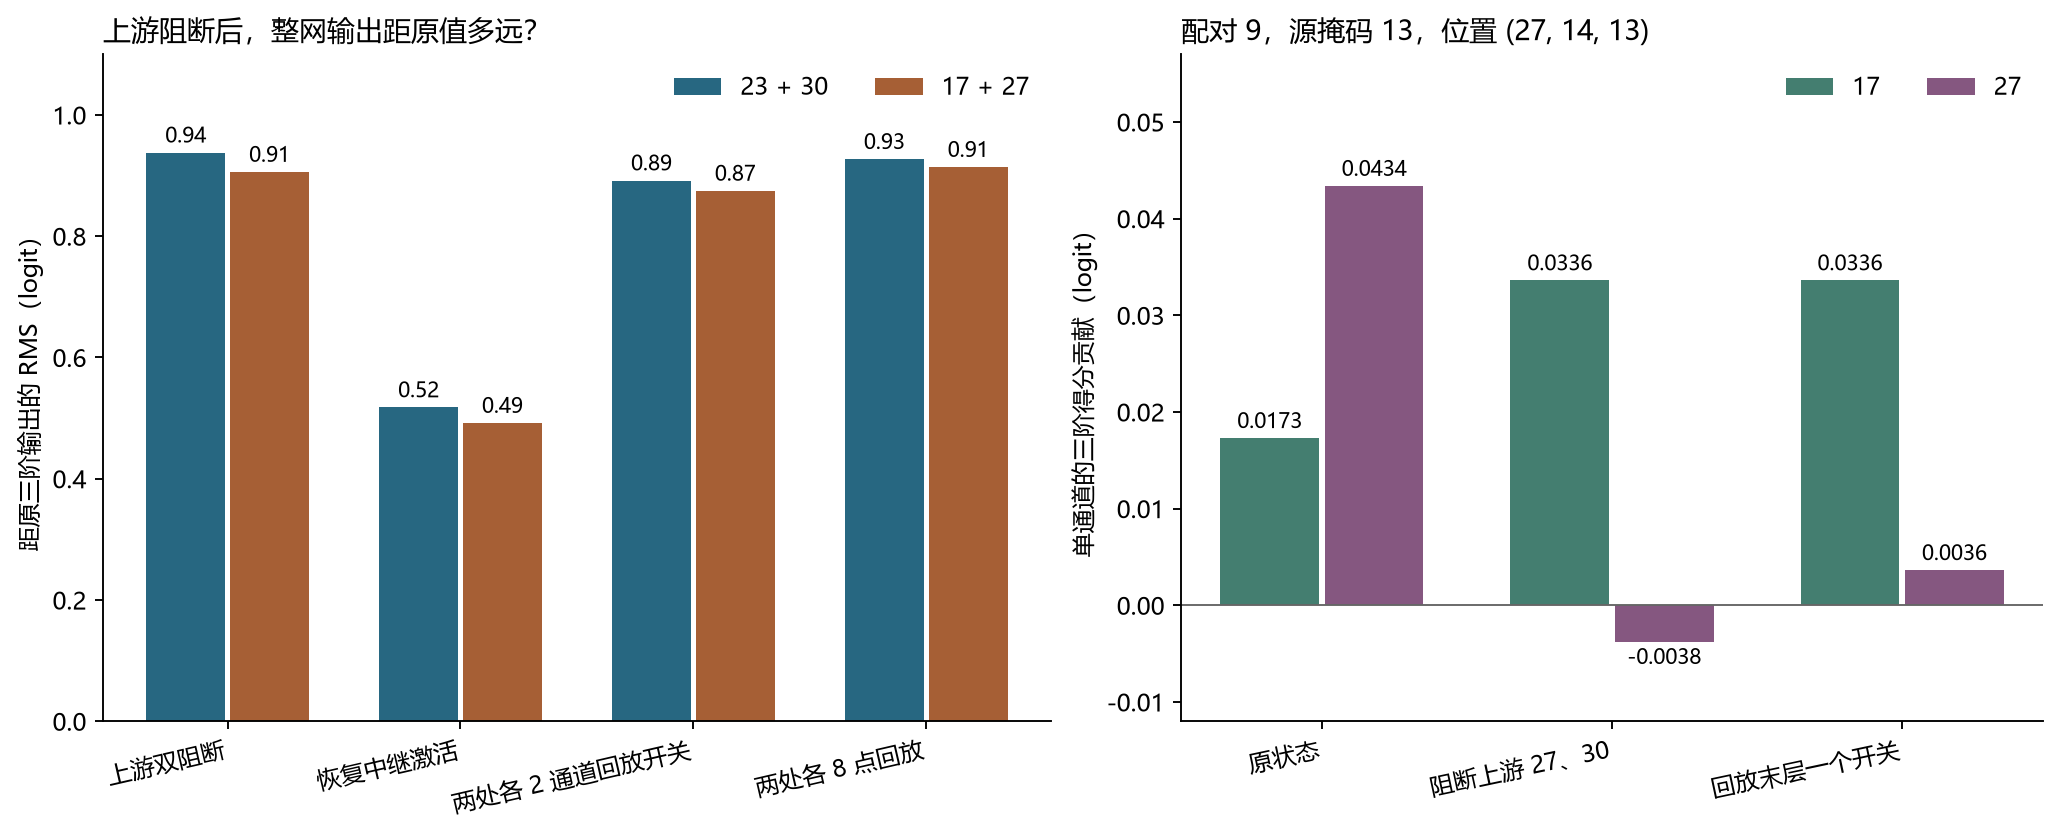 上游阻断后，整网输出距原值多远？
距原三阶输出的 RMS（logit）
1.0
0.8
0.6
0.4
0.2
0.0
23 + 30
17 + 27
0.94
0.91
0.52
0.49
0.89
0.87
0.93
0.91
上游双阻断
恢复中继激活
两处各 2 通道回放开关
两处各 8 点回放
配对 9，源掩码 13，位置 (27, 14, 13)
单通道的三阶得分贡献（logit）
0.05
0.04
0.03
0.02
0.01
0.00
-0.01
17
27
0.0173
0.0434
0.0336
-0.0038
0.0336
0.0036
原状态
阻断上游 27、30
回放末层一个开关